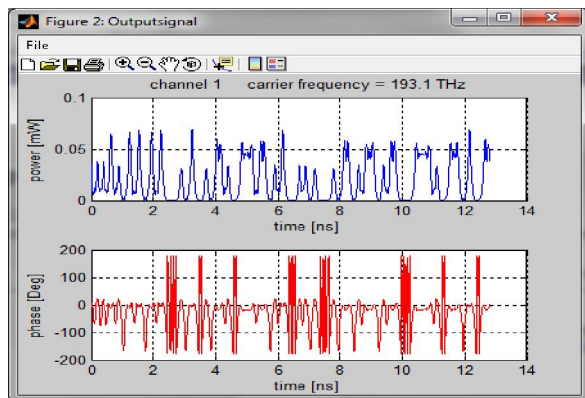 Figure 2: Outputsignal
File
channel 1 carrier frequency = 193.1 THz
0.1
0.05
0
power [mW]
0 2 4 6 8 10 12 14
time [ns]
200
100
0
-100
-200
phase [Deg]
0 2 4 6 8 10 12 14
time [ns]